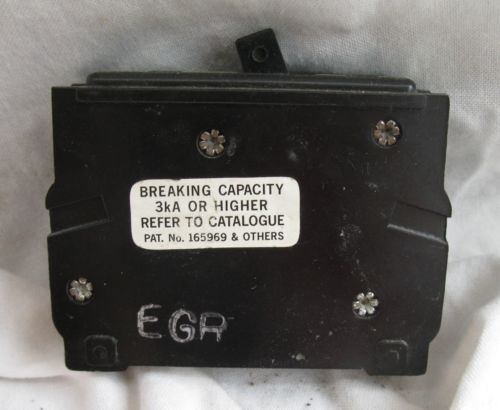 BREAKING CAPACITY
3kA OR HIGHER
REFER TO CATALOGUE
PAT. No. 165969 & OTHERS
EGR